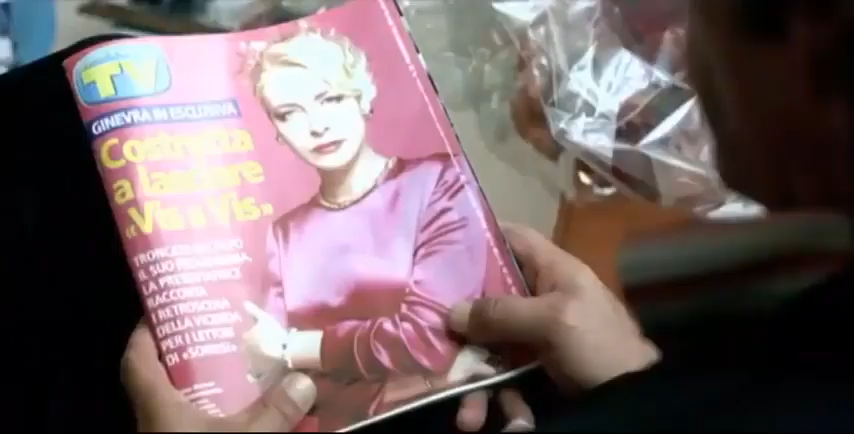 TV
GINEVRA IN ESCLUSIVA
Costretta
a lasciare
«Vis a Vis»
IL SUO PROGRAMMA,
LA PRESENTATRICE
RACCONTA
I RETROSCENA
DELLA VICENDA
PER I LETTORI
DI «SORRISI»